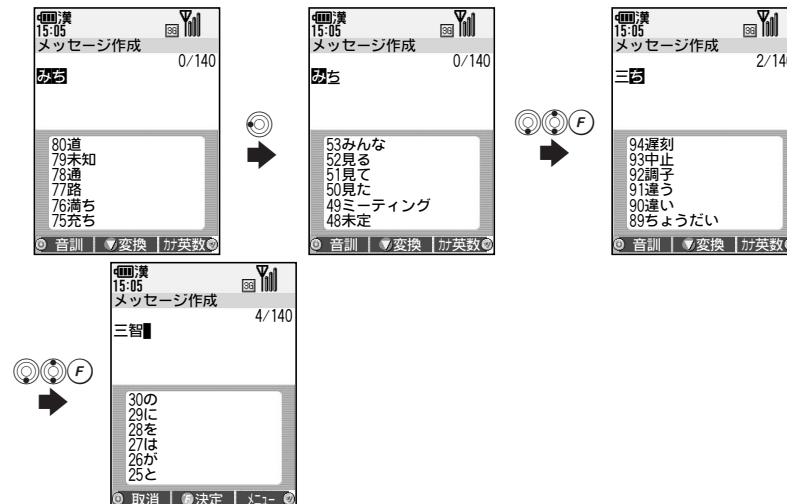 漢
15:05
3G
メッセージ作成
0/140
みち
80道
79未知
78通
77路
76満ち
75充ち
音訓 変換 カナ英数
漢
15:05
3G
メッセージ作成
0/140
みち
53みんな
52見る
51見て
50見た
49ミーティング
48未定
音訓 変換 カナ英数
F
漢
15:05
3G
メッセージ作成
2/140
三ち
94遅刻
93中止
92調子
91違う
90違い
89ちょうだい
音訓 変換 カナ英数
F
漢
15:05
3G
メッセージ作成
4/140
三智
30の
29に
28を
27は
26が
25と
取消 F決定 メニュー